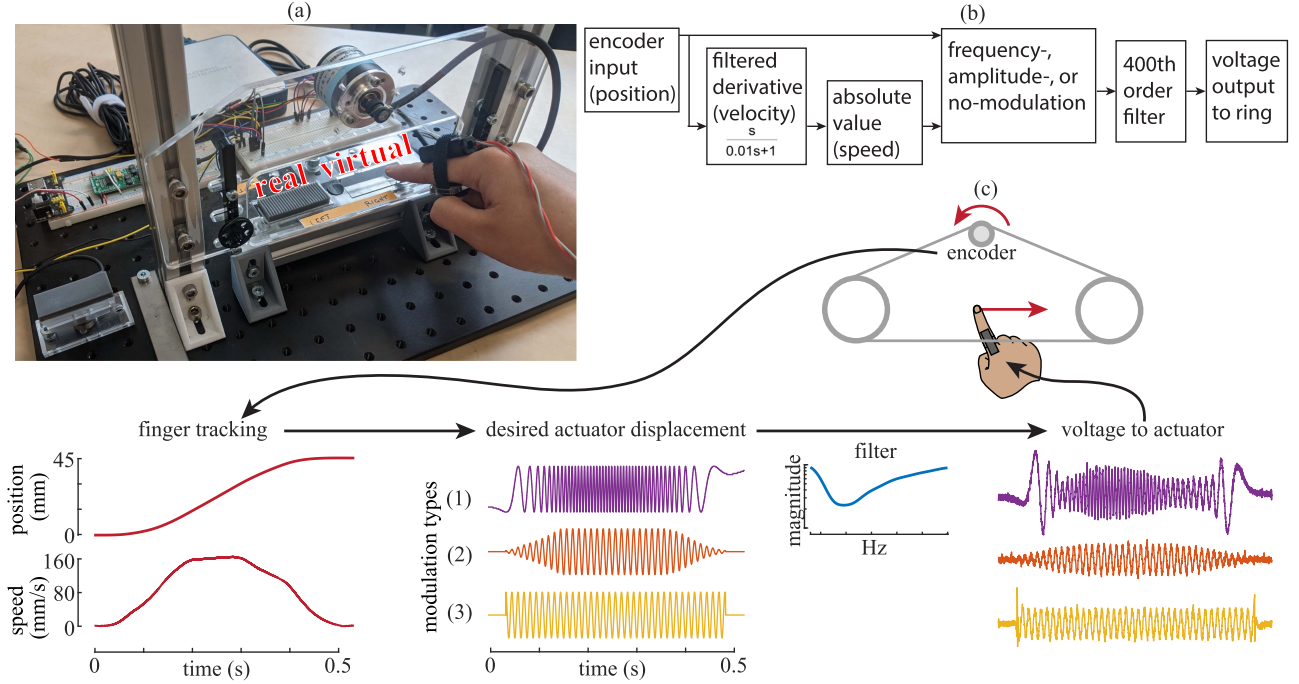 (a)
real virtual
LEFT
RIGHT
(b)
encoder
input
(position)
filtered
derivative
(velocity)
s
0.01s+1
absolute
value
(speed)
frequency-,
amplitude-, or
no-modulation
400th
order
filter
voltage
output
to ring
(c)
encoder
finger tracking
desired actuator displacement
voltage to actuator
position
(mm)
45
0
speed
(mm/s)
160
80
0
0
0.5
time (s)
modulation types
(1)
(2)
(3)
0
0.5
time (s)
filter
magnitude
Hz